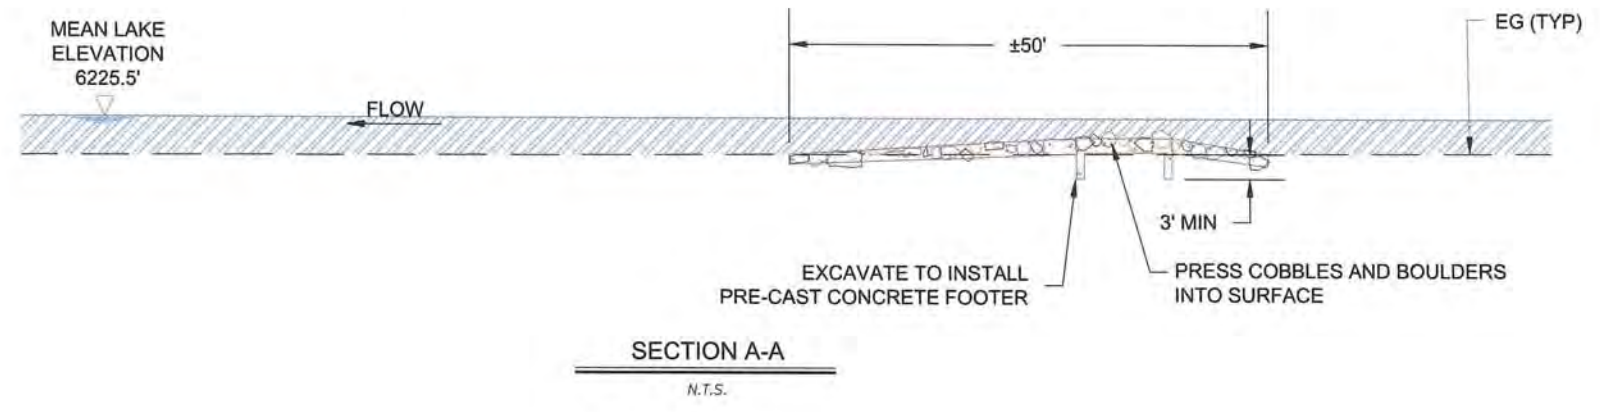 MEAN LAKE
ELEVATION
6225.5'
FLOW
±50'
EG (TYP)
3' MIN
EXCAVATE TO INSTALL
PRE-CAST CONCRETE FOOTER
PRESS COBBLES AND BOULDERS
INTO SURFACE
SECTION A-A
N.T.S.